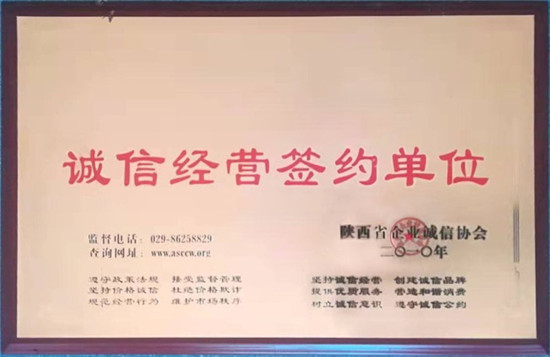 诚信经营签约单位
监督电话：029-86258829
查询网址：www.asccw.org
陕西省企业诚信协会
二〇一〇年
遵守政策法规 接受监督管理
坚持价格诚信 杜绝价格欺诈
规范经营行为 维护市场秩序
坚持诚信经营 创建诚信品牌
提供优质服务 营造和谐消费
树立诚信意识 遵守诚信公约